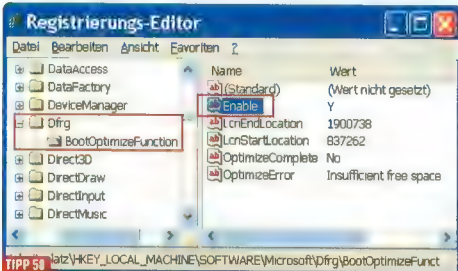 Registrierungs-Editor
Datei Bearbeiten Ansicht Favoriten ?
DataAccess
DataFactory
DeviceManager
Dfrg
BootOptimizeFunction
Direct3D
DirectDraw
DirectInput
DirectMusic
Name Wert
(Standard) (Wert nicht gesetzt)
Enable Y
LcnEndLocation 1900738
LcnStartLocation 837262
OptimizeComplete No
OptimizeError Insufficient free space
TIPP 50
latz\HKEY_LOCAL_MACHINE\SOFTWARE\Microsoft\Dfrg\BootOptimizeFunct